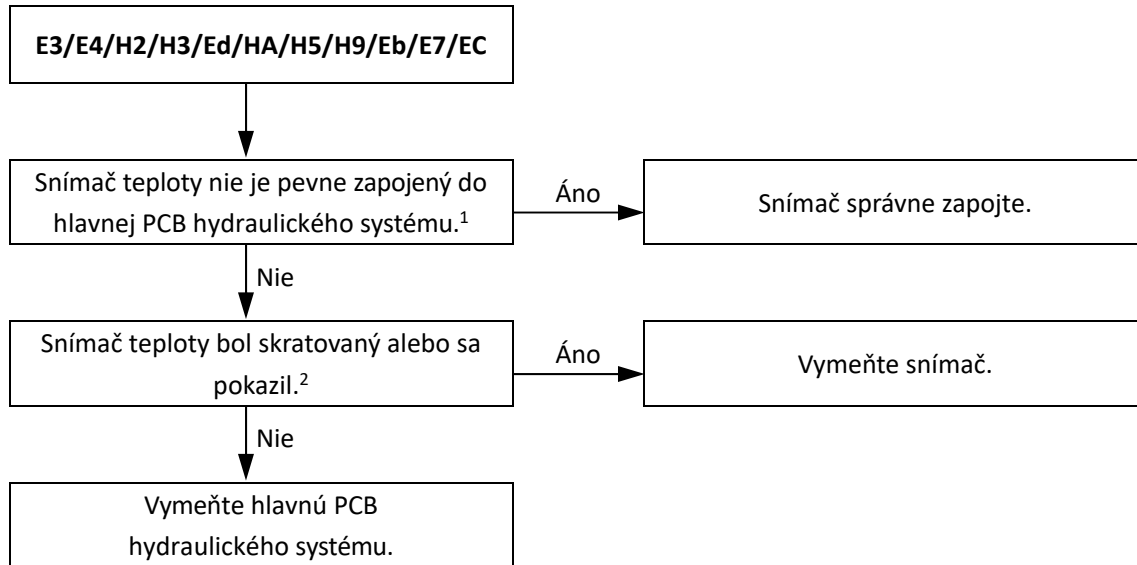 E3/E4/H2/H3/Ed/HA/H5/H9/Eb/E7/EC
Snímač teploty nie je pevne zapojený do
hlavnej PCB hydraulického systému.1
Áno
Snímač správne zapojte.
Nie
Snímač teploty bol skratovaný alebo sa
pokazil.2
Áno
Vymeňte snímač.
Nie
Vymeňte hlavnú PCB
hydraulického systému.